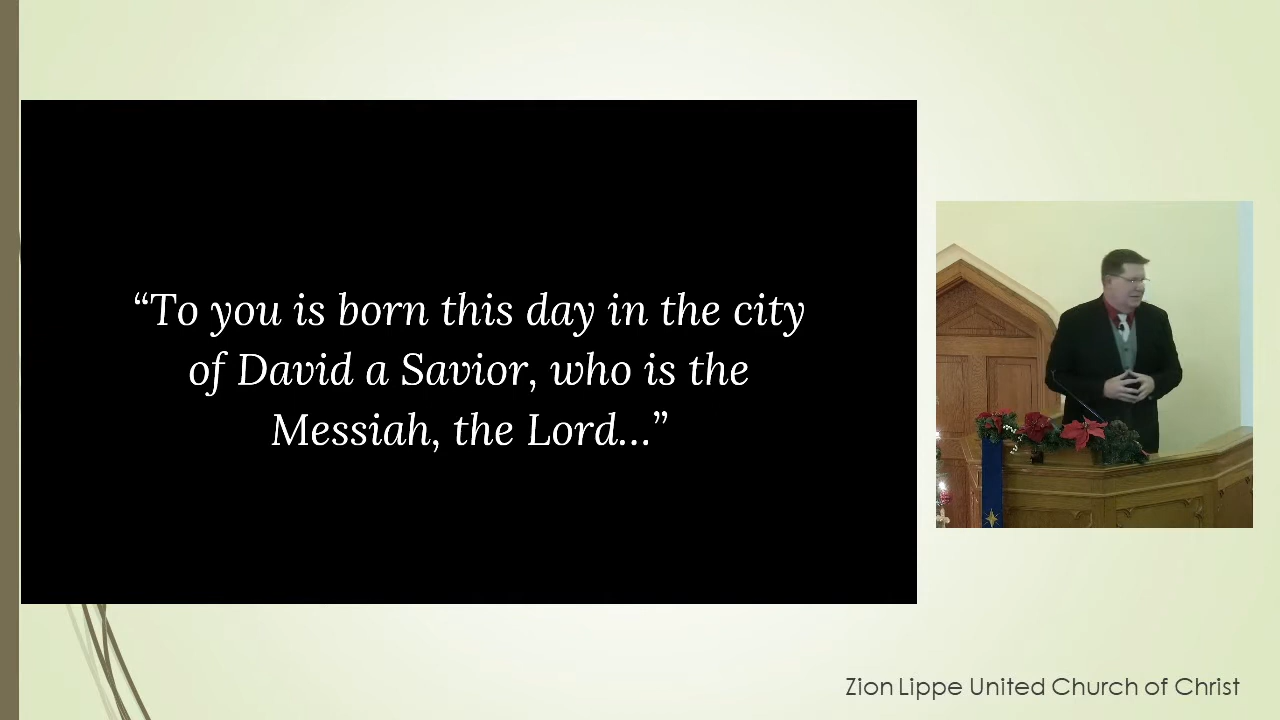 “To you is born this day in the city
of David a Savior, who is the
Messiah, the Lord...”
Zion Lippe United Church of Christ